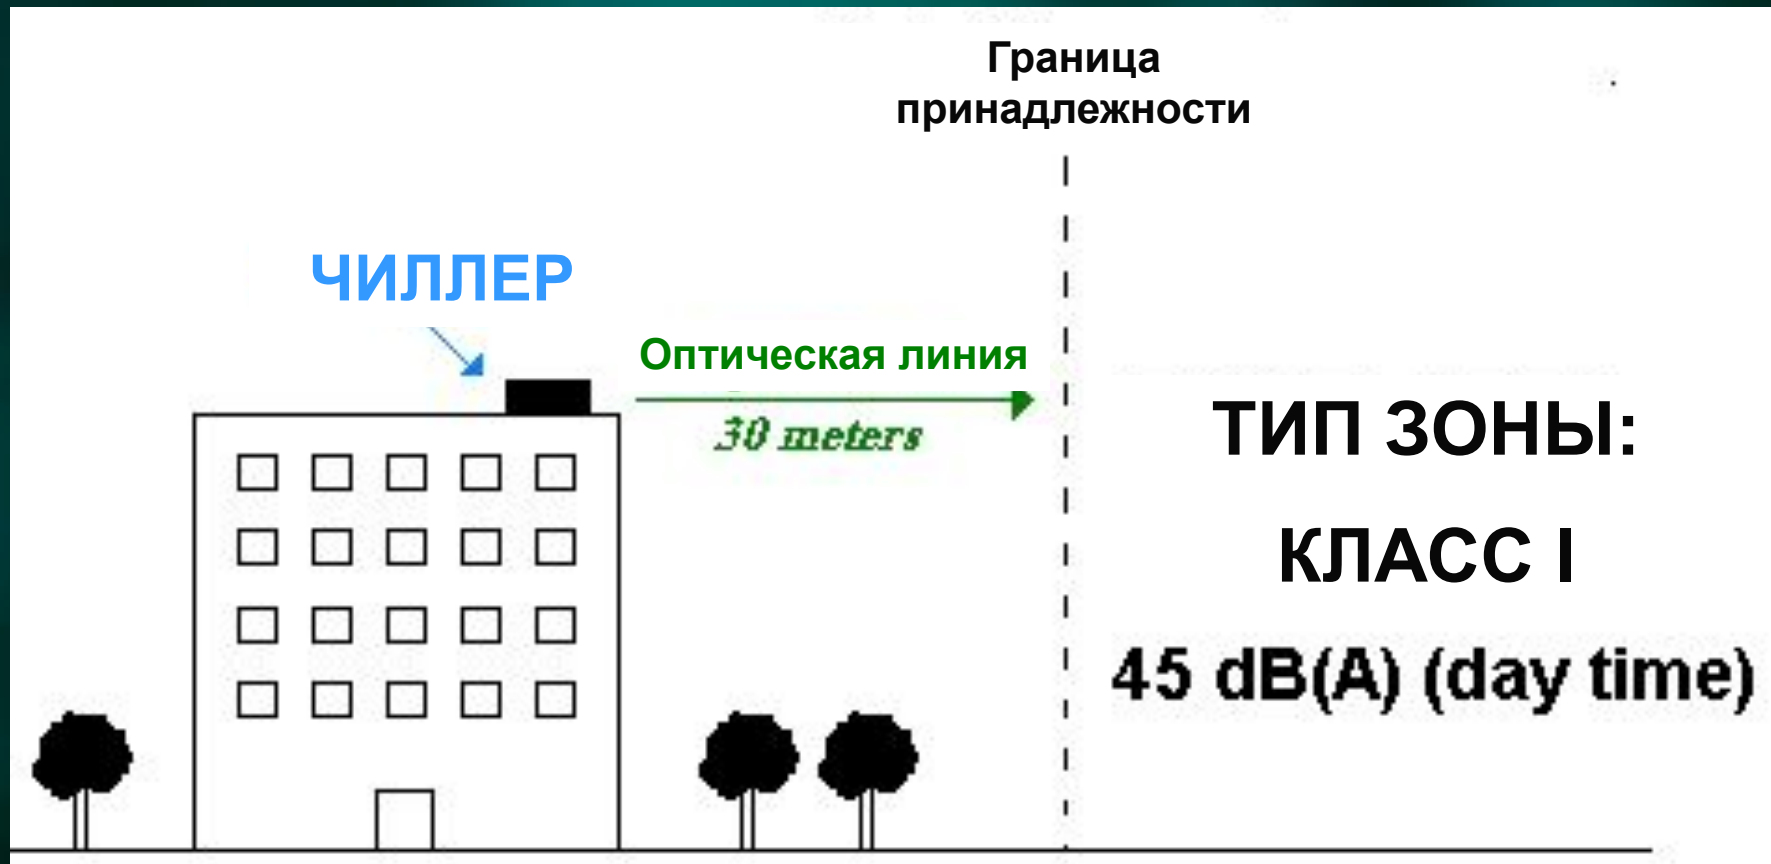 Граница
принадлежности
ЧИЛЛЕР
Оптическая линия
30 meters
ТИП ЗОНЫ:
КЛАСС I
45 dB(A) (day time)